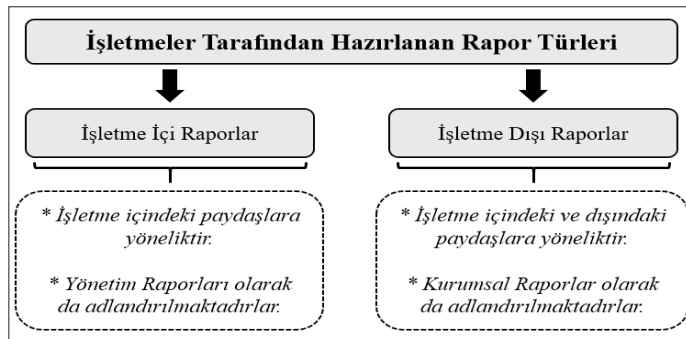 İşletmeler Tarafından Hazırlanan Rapor Türleri
İşletme İçi Raporlar
* İşletme içindeki paydaşlara
yöneliktir.
* Yönetim Raporları olarak
da adlandırılmaktadırlar.
İşletme Dışı Raporlar
* İşletme içindeki ve dışındaki
paydaşlara yöneliktir.
* Kurumsal Raporlar olarak
da adlandırılmaktadırlar.